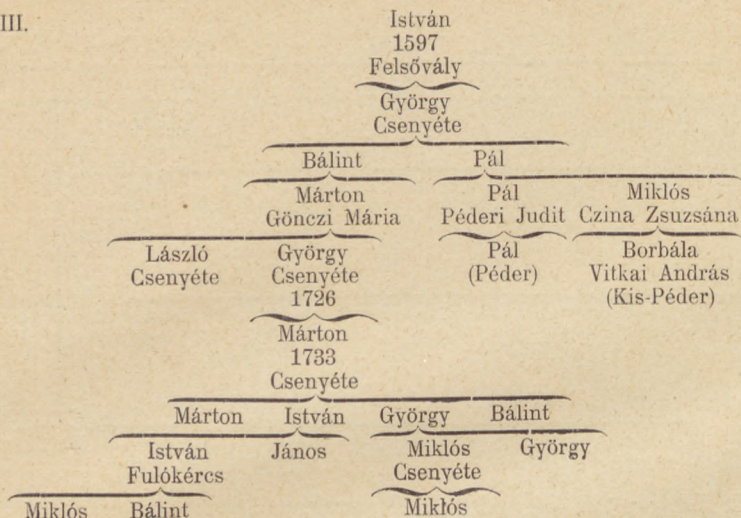 III.
István
1597
Felsővály
György
Csenyéte
Bálint Pál
Márton Pál Miklós
Gönczi Mária Péderi Judit Czina Zsuzsána
László György Pál Borbála
Csenyéte Csenyéte (Péder) Vitkai András
1726 (Kis-Péder)
Márton
1733
Csenyéte
Márton István György Bálint
István János Miklós György
Fulókércs Csenyéte
Miklós Bálint Miklós